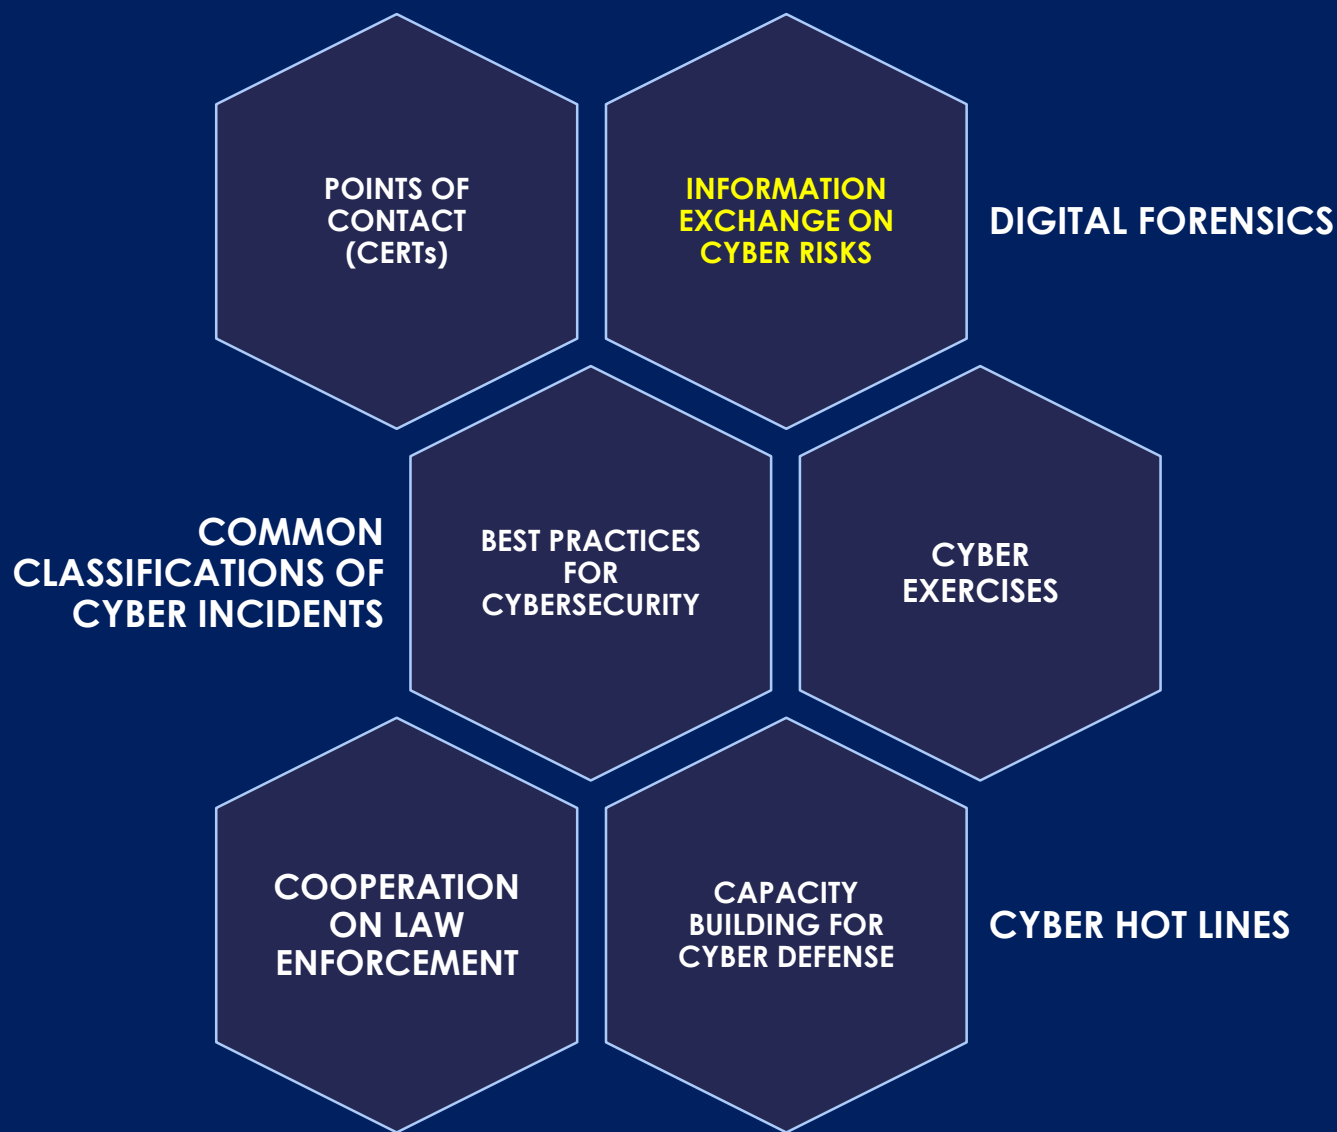 POINTS OF
CONTACT
(CERTs)
INFORMATION
EXCHANGE ON
CYBER RISKS
DIGITAL FORENSICS
COMMON
CLASSIFICATIONS OF
CYBER INCIDENTS
BEST PRACTICES
FOR
CYBERSECURITY
CYBER
EXERCISES
COOPERATION
ON LAW
ENFORCEMENT
CAPACITY
BUILDING FOR
CYBER DEFENSE
CYBER HOT LINES